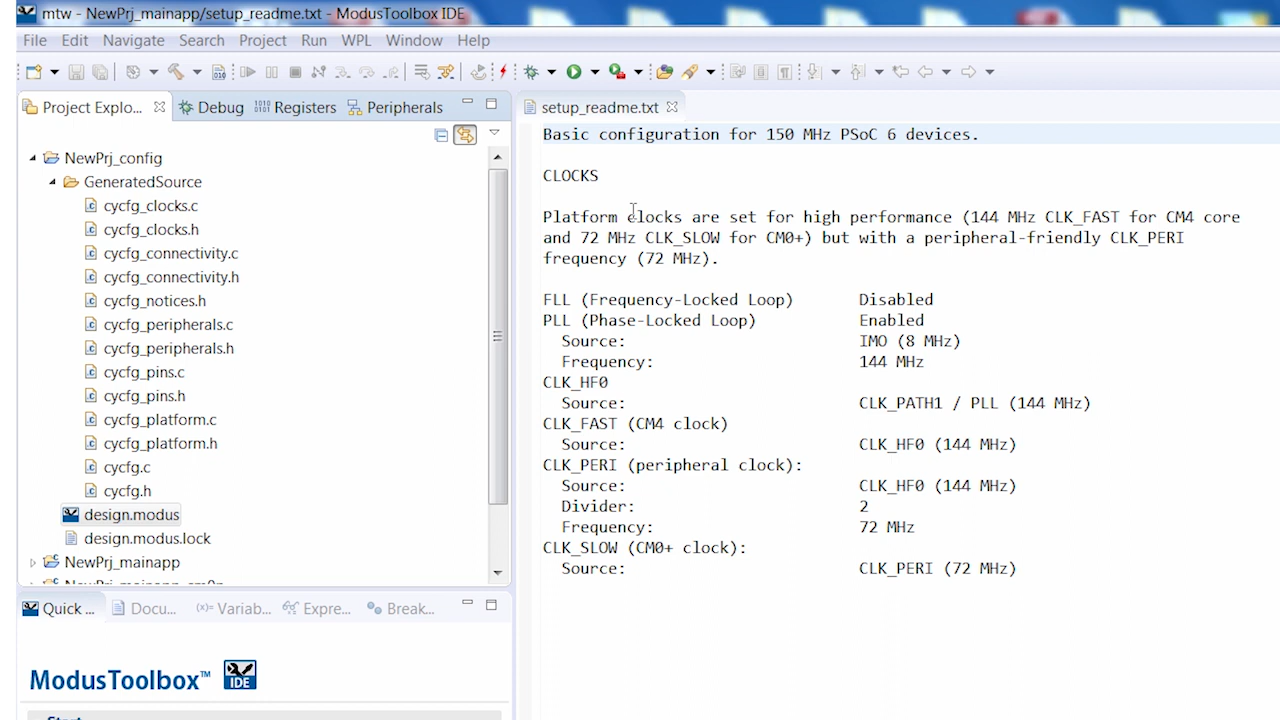 mtw - NewPrj_mainapp/setup_readme.txt - ModusToolbox IDE
File Edit Navigate Search Project Run WPL Window Help
Project Explo... Debug Registers Peripherals
setup_readme.txt
NewPrj_config
GeneratedSource
cycfg_clocks.c
cycfg_clocks.h
cycfg_connectivity.c
cycfg_connectivity.h
cycfg_notices.h
cycfg_peripherals.c
cycfg_peripherals.h
cycfg_pins.c
cycfg_pins.h
cycfg_platform.c
cycfg_platform.h
cycfg.c
cycfg.h
design.modus
design.modus.lock
NewPrj_mainapp
Quick ... Docu... (x)= Variab... Expre... Break...
ModusToolbox™ IDE
Start
Basic configuration for 150 MHz PSoC 6 devices.
CLOCKS
Platform clocks are set for high performance (144 MHz CLK_FAST for CM4 core
and 72 MHz CLK_SLOW for CM0+) but with a peripheral-friendly CLK_PERI
frequency (72 MHz).
FLL (Frequency-Locked Loop) Disabled
PLL (Phase-Locked Loop) Enabled
Source: IMO (8 MHz)
Frequency: 144 MHz
CLK_HF0
Source: CLK_PATH1 / PLL (144 MHz)
CLK_FAST (CM4 clock)
Source: CLK_HF0 (144 MHz)
CLK_PERI (peripheral clock):
Source: CLK_HF0 (144 MHz)
Divider: 2
Frequency: 72 MHz
CLK_SLOW (CM0+ clock):
Source: CLK_PERI (72 MHz)